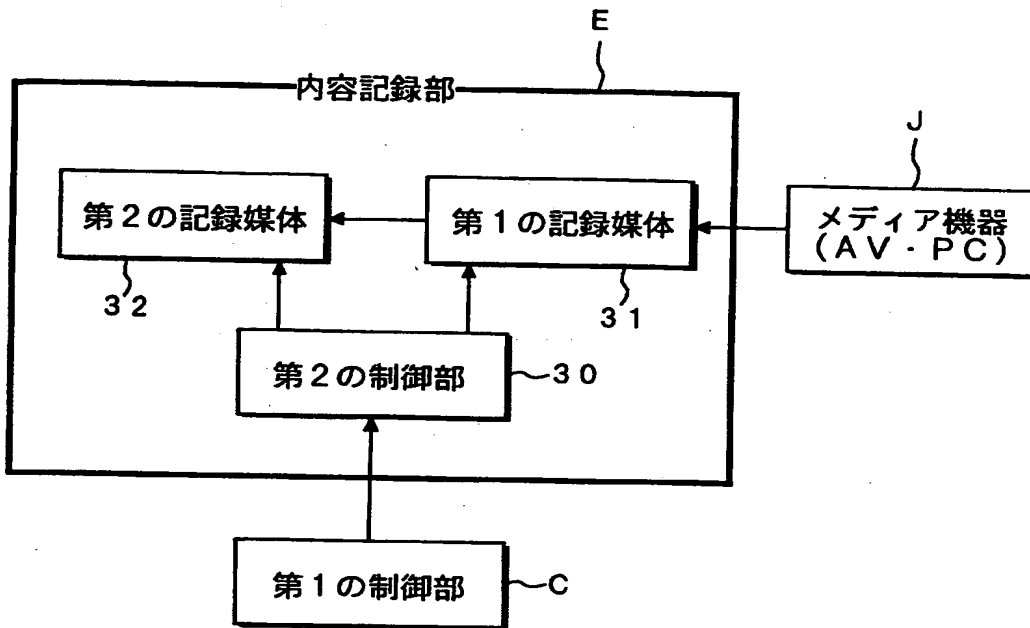 E
内容記録部
J
第2の記録媒体
第1の記録媒体
メディア機器
(AV・PC)
32
31
第2の制御部
30
第1の制御部
C